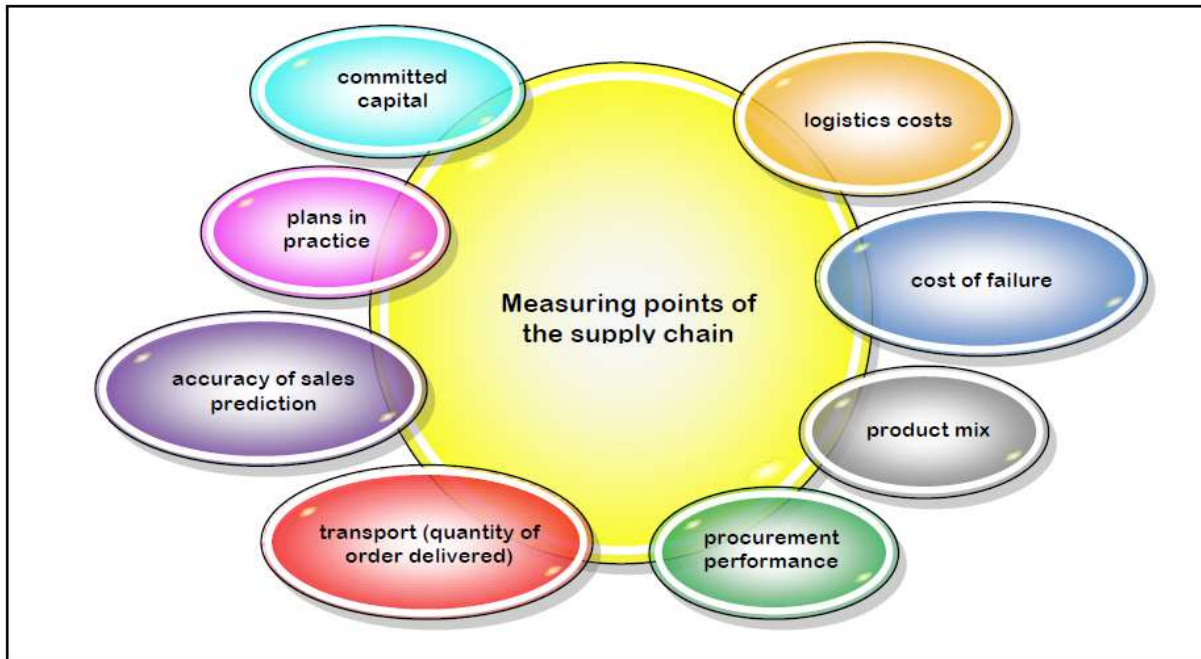 committed
capital
logistics costs
plans in
practice
cost of failure
Measuring points of
the supply chain
accuracy of sales
prediction
product mix
transport (quantity of
order delivered)
procurement
performance